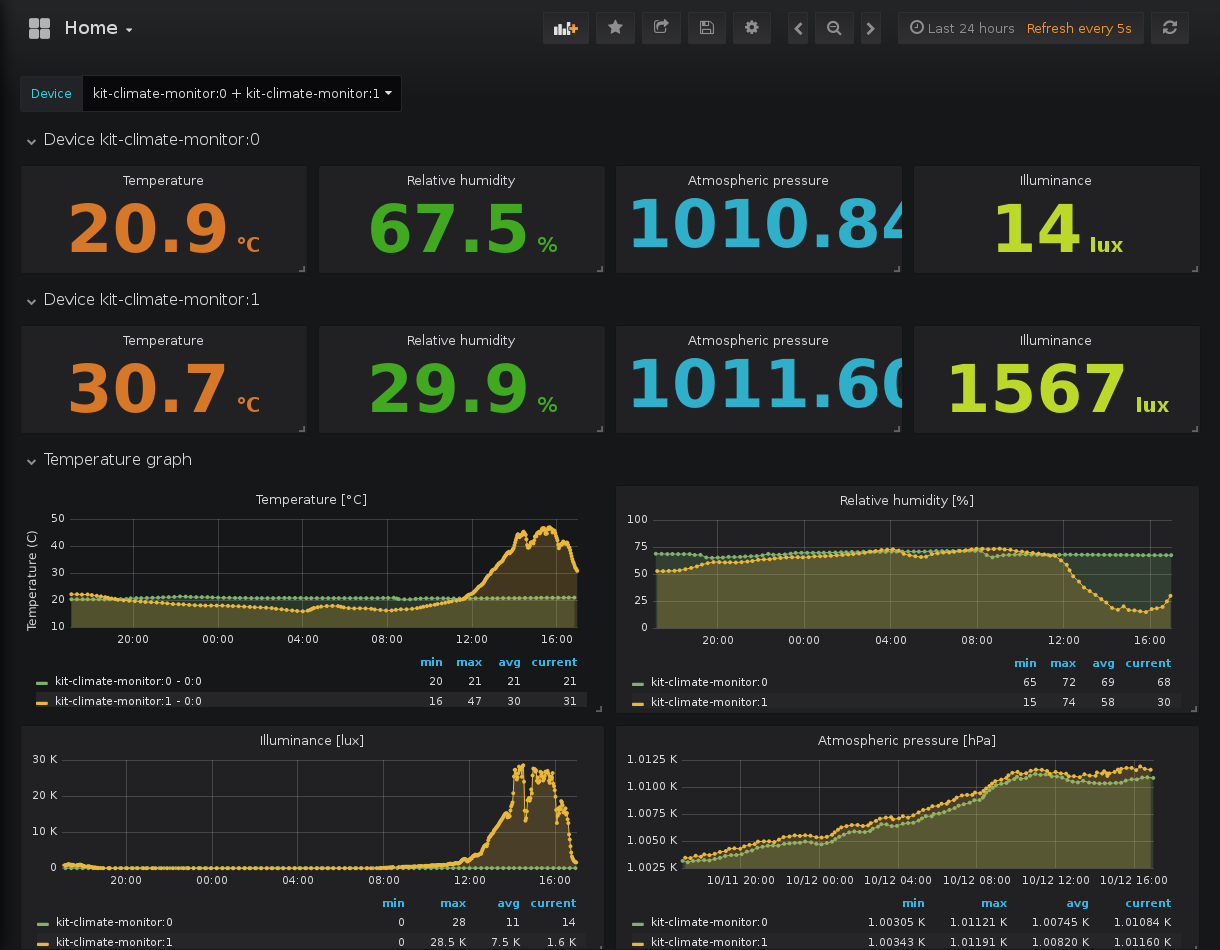 Home
Last 24 hours Refresh every 5s
Device kit-climate-monitor:0 + kit-climate-monitor:1
Device kit-climate-monitor:0
Temperature Relative humidity Atmospheric pressure Illuminance
20.9 °C 67.5 % 1010.84 14 lux
Device kit-climate-monitor:1
Temperature Relative humidity Atmospheric pressure Illuminance
30.7 °C 29.9 % 1011.60 1567 lux
Temperature graph
Temperature [°C]
Temperature (C)
50
40
30
20
10
20:00 00:00 04:00 08:00 12:00 16:00
min max avg current
kit-climate-monitor:0 - 0:0 20 21 21 21
kit-climate-monitor:1 - 0:0 16 47 30 31
Relative humidity [%]
100
75
50
25
0
20:00 00:00 04:00 08:00 12:00 16:00
min max avg current
kit-climate-monitor:0 65 72 69 68
kit-climate-monitor:1 15 74 58 30
Illuminance [lux]
30 K
20 K
10 K
0
20:00 00:00 04:00 08:00 12:00 16:00
min max avg current
kit-climate-monitor:0 0 28 11 14
kit-climate-monitor:1 0 28.5 K 7.5 K 1.6 K
Atmospheric pressure [hPa]
1.0125 K
1.0100 K
1.0075 K
1.0050 K
1.0025 K
10/11 20:00 10/12 00:00 10/12 04:00 10/12 08:00 10/12 12:00 10/12 16:00
min max avg current
kit-climate-monitor:0 1.00305 K 1.01121 K 1.00745 K 1.01084 K
kit-climate-monitor:1 1.00343 K 1.01191 K 1.00820 K 1.01160 K